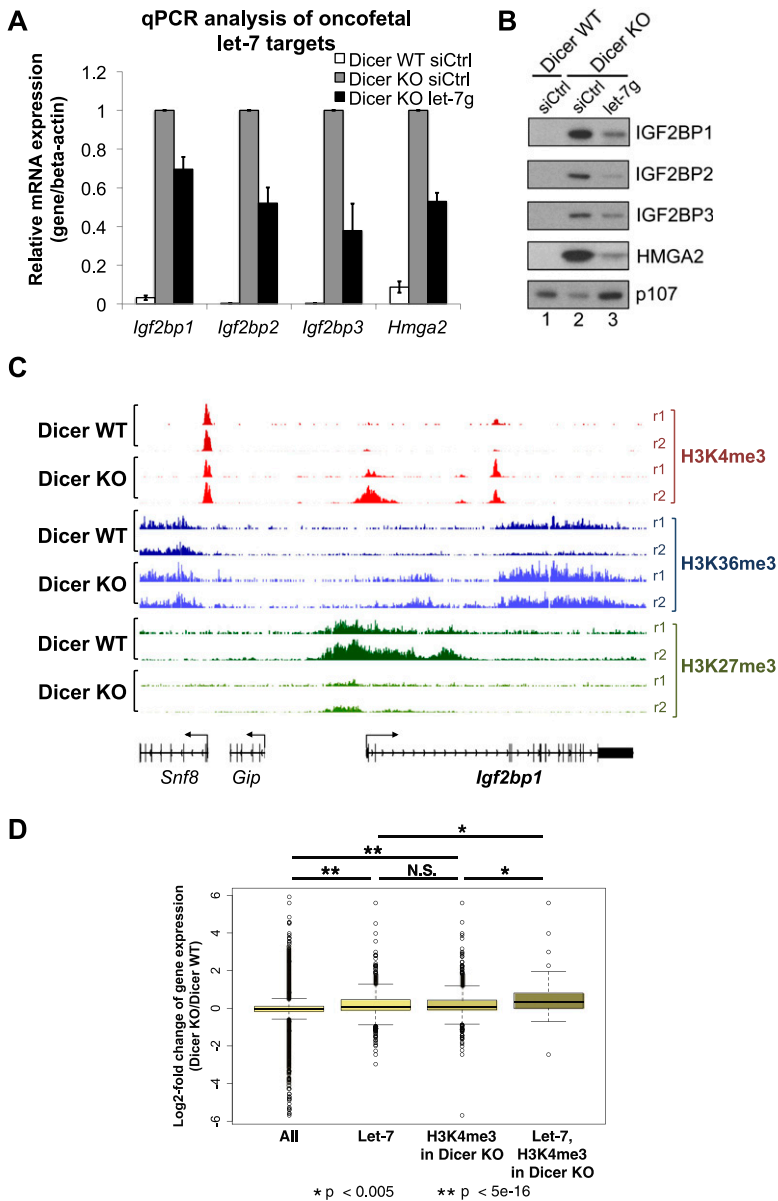 A
qPCR analysis of oncofetal
let-7 targets
Dicer WT siCtrl
Dicer KO siCtrl
Dicer KO let-7g
Relative mRNA expression
(gene/beta-actin)
1.2
1
0.8
0.6
0.4
0.2
0
Igf2bp1
Igf2bp2
Igf2bp3
Hmga2
B
Dicer WT
Dicer KO
siCtrl
siCtrl
let-7g
IGF2BP1
IGF2BP2
IGF2BP3
HMGA2
p107
1 2 3
C
Dicer WT
r1
r2
Dicer KO
r1
r2
H3K4me3
Dicer WT
r1
r2
Dicer KO
r1
r2
H3K36me3
Dicer WT
r1
r2
Dicer KO
r1
r2
H3K27me3
Snf8
Gip
Igf2bp1
D
*
**
**
N.S.
*
Log2-fold change of gene expression
(Dicer KO/Dicer WT)
6
4
2
0
-2
-4
-6
All
Let-7
H3K4me3
in Dicer KO
Let-7,
H3K4me3
in Dicer KO
* p < 0.005
** p < 5e-16